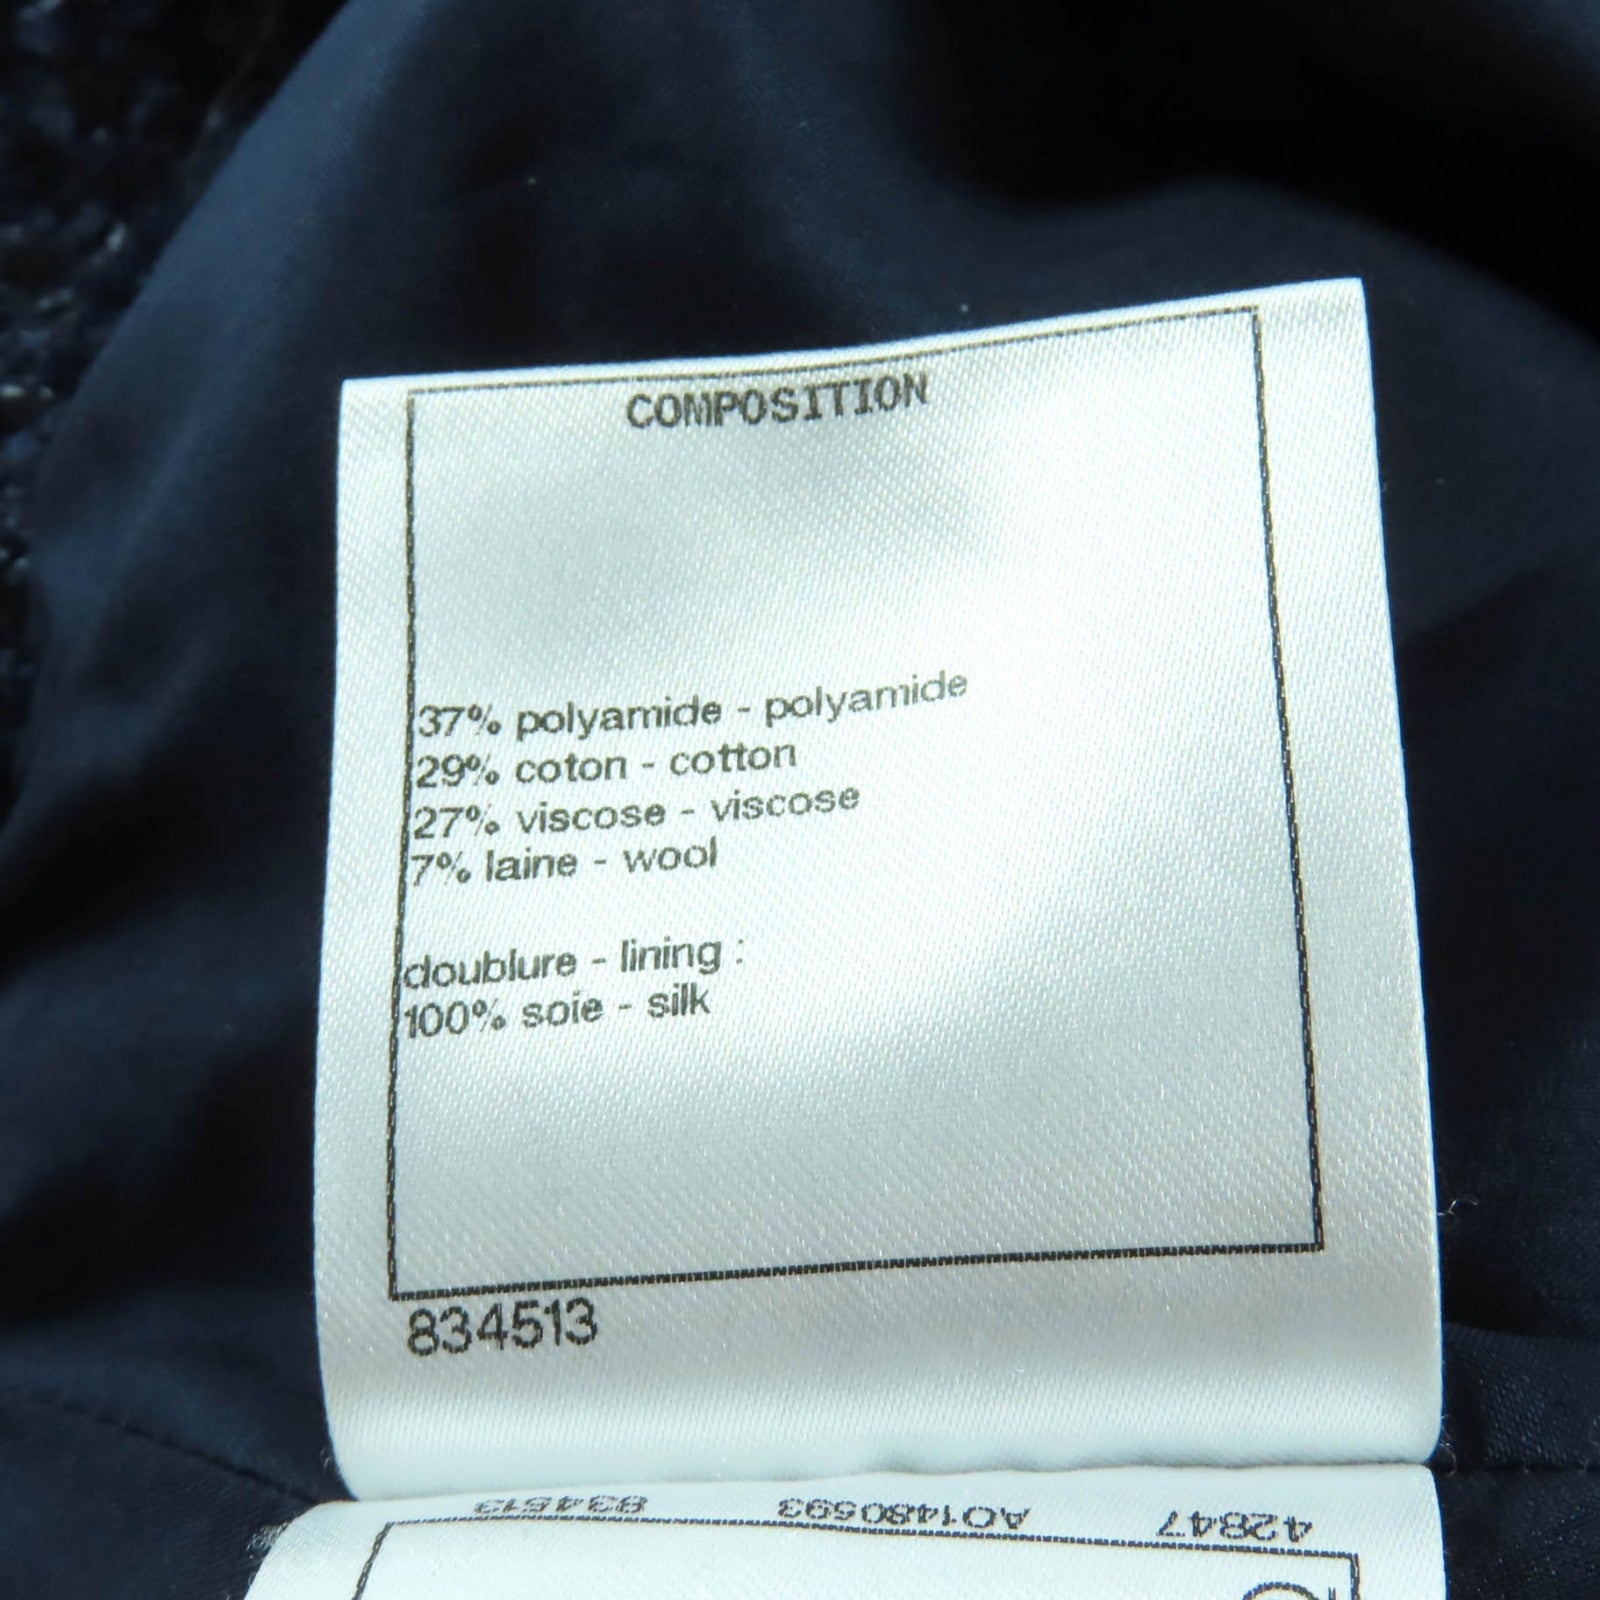 COMPOSITION
37% polyamide - polyamide
29% coton - cotton
27% viscose - viscose
7% laine - wool
doublure - lining :
100% soie - silk
834513
42847 A01480593 834513